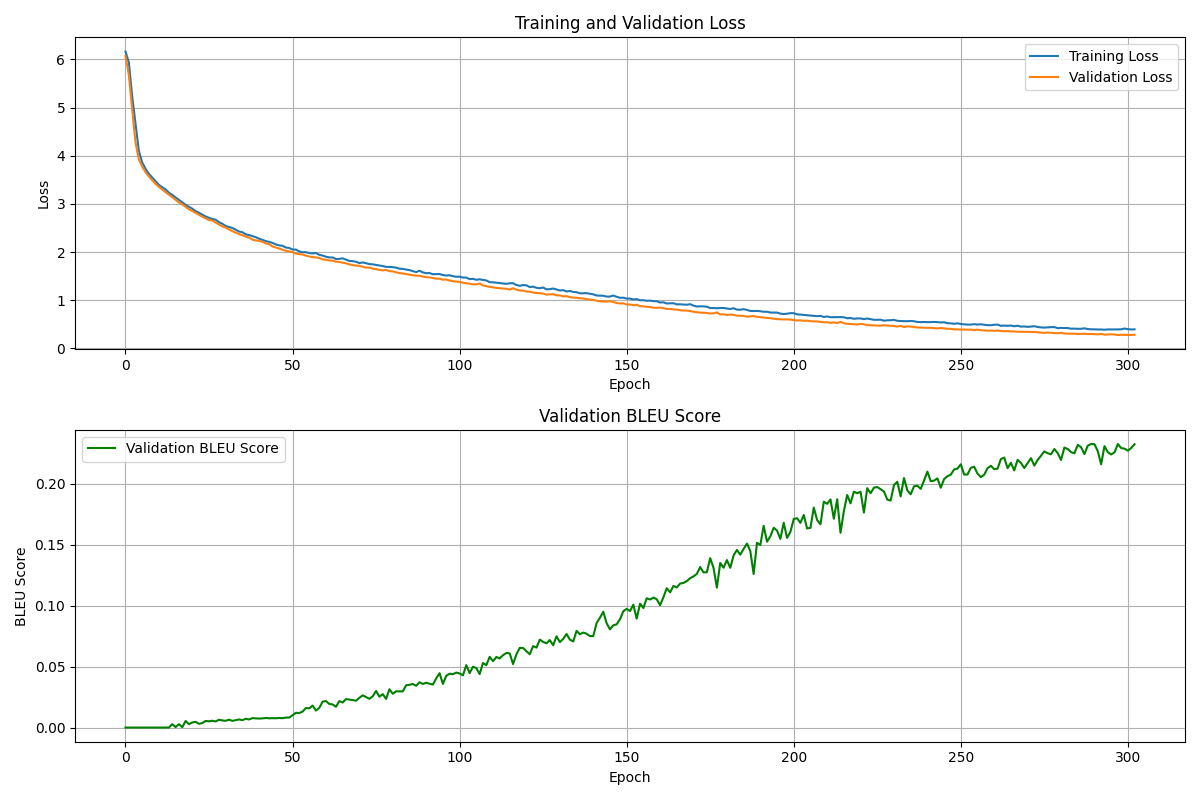 Training and Validation Loss
Loss
6
5
4
3
2
1
0
Training Loss
Validation Loss
0 50 100 150 200 250 300
Epoch
Validation BLEU Score
BLEU Score
0.20
0.15
0.10
0.05
0.00
Validation BLEU Score
0 50 100 150 200 250 300
Epoch